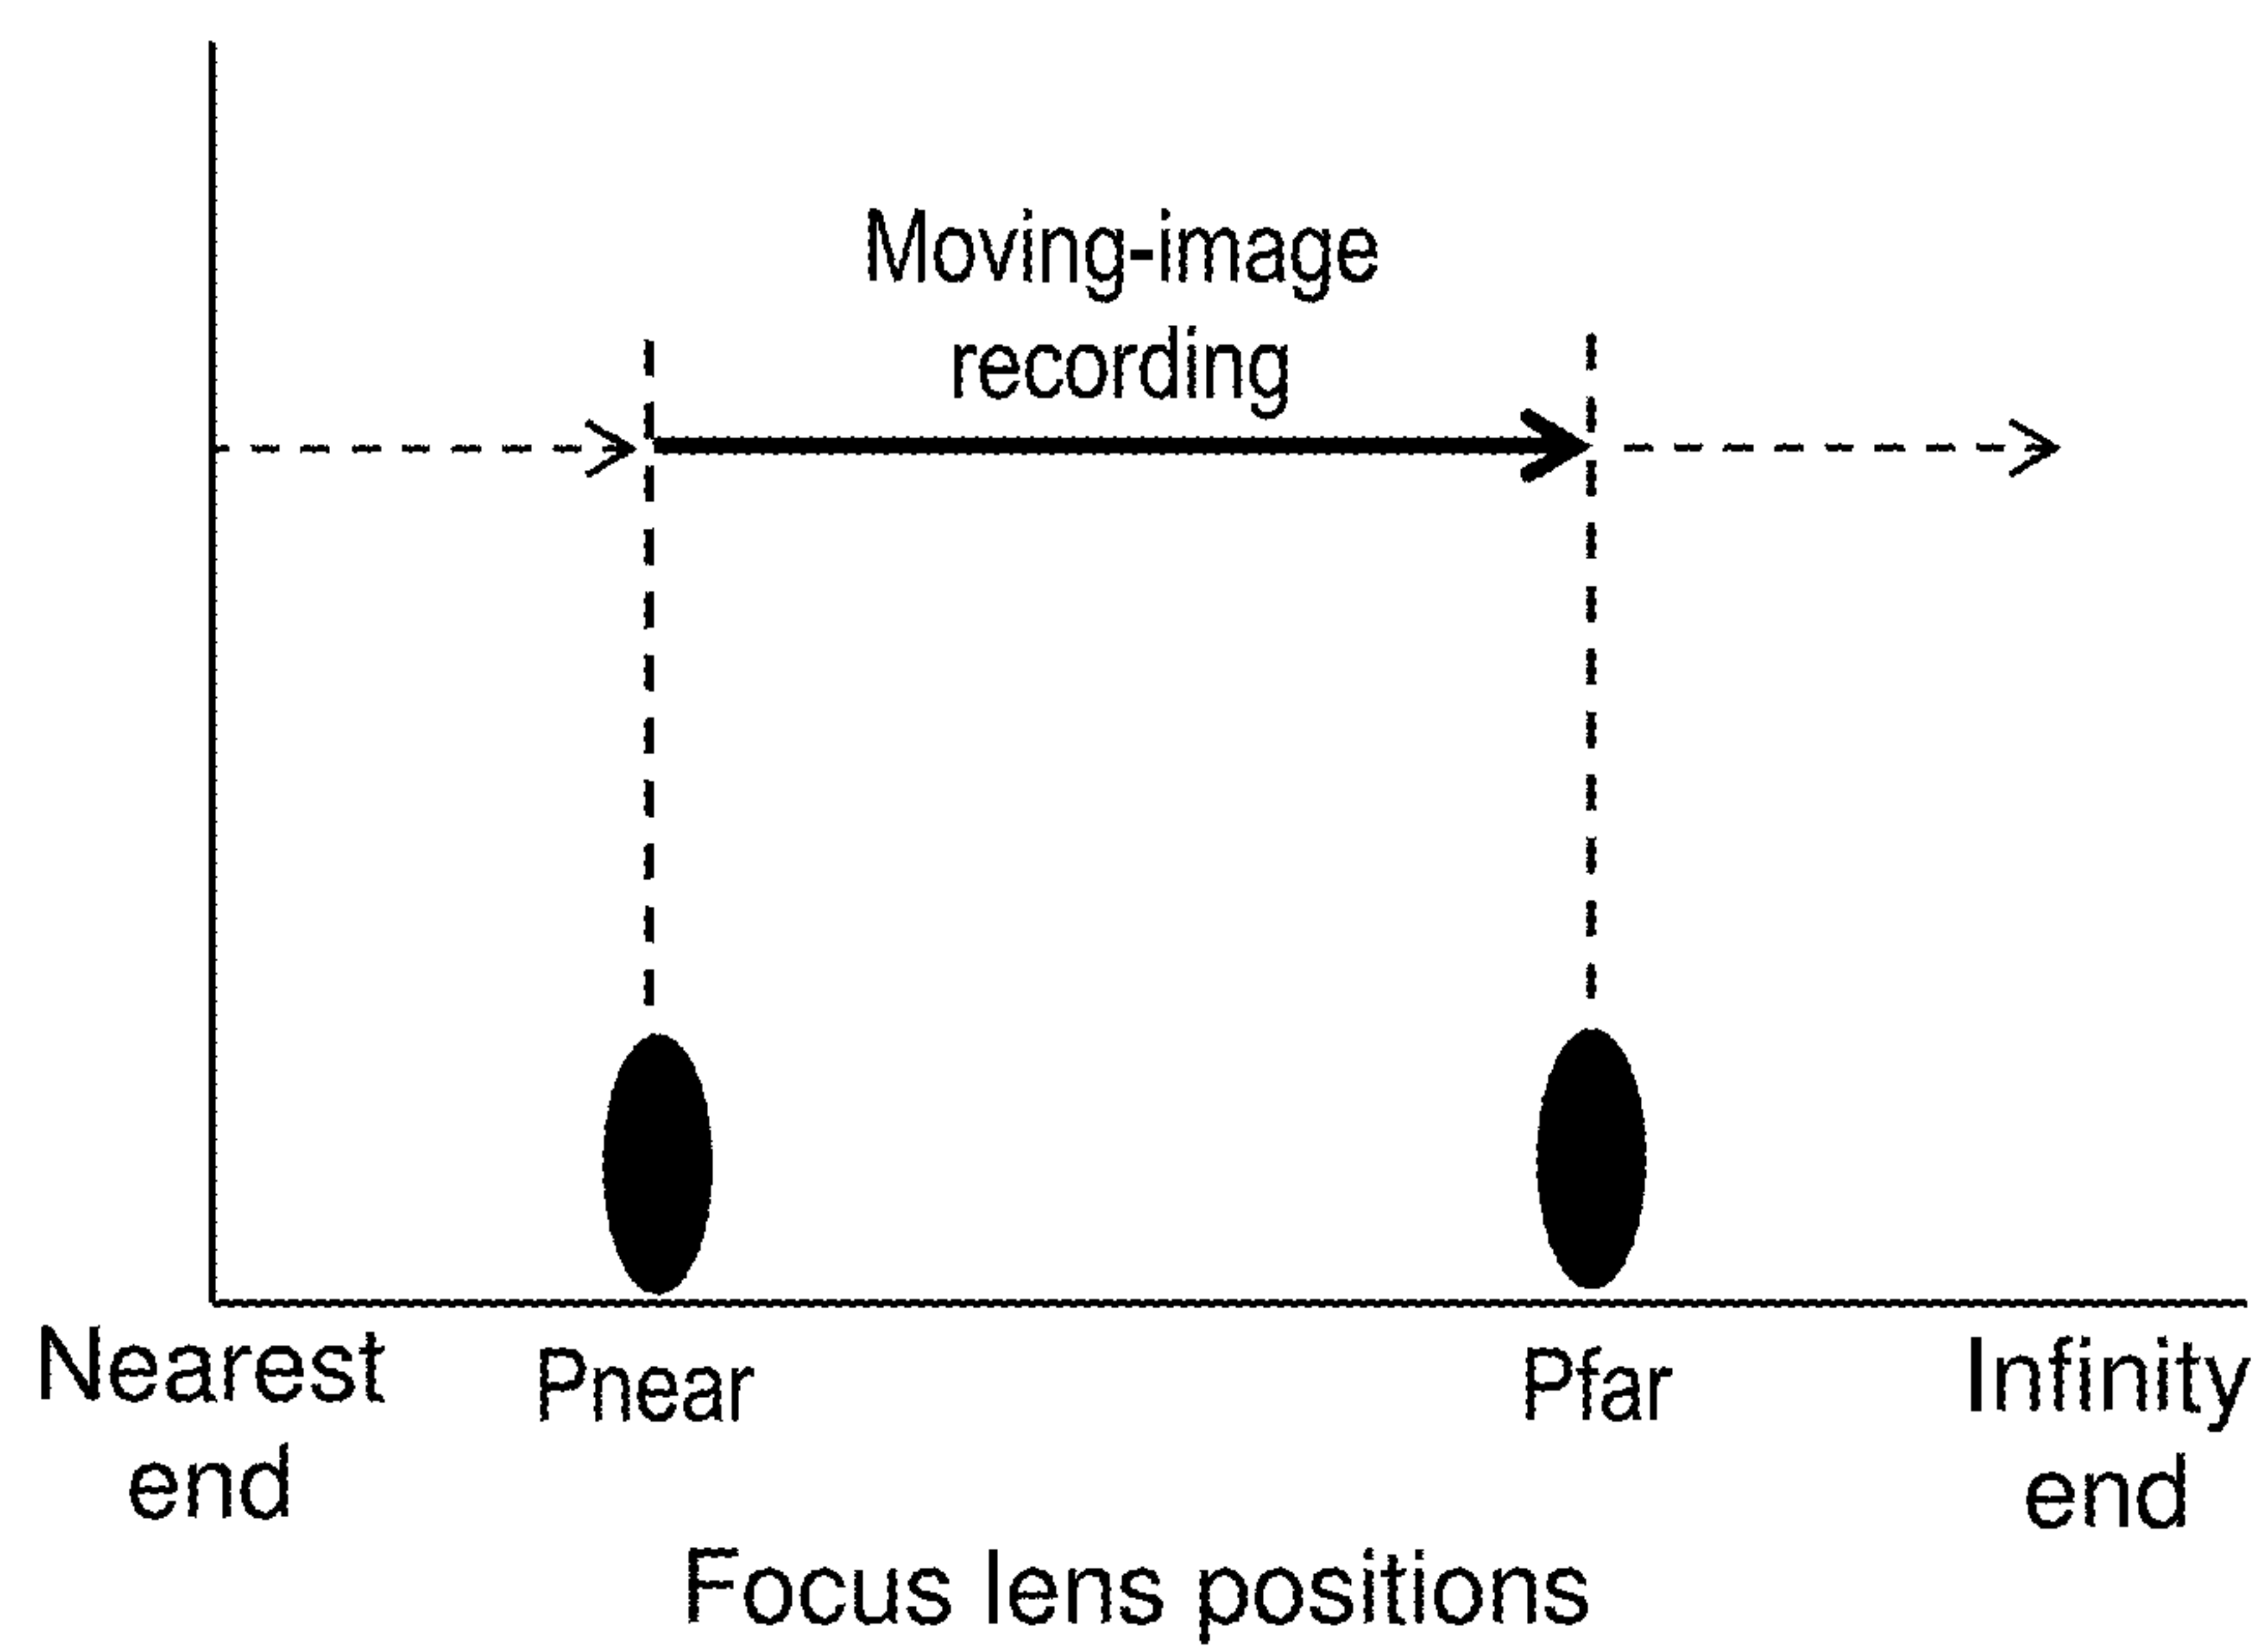 Moving-image
recording
Nearest
end
Pnear
Pfar
Infinity
end
Focus lens positions